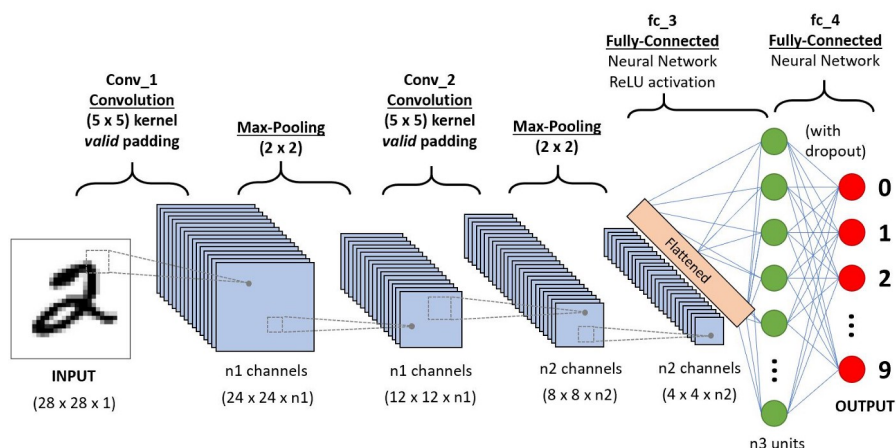 fc_3
Fully-Connected
Neural Network
ReLU activation
fc_4
Fully-Connected
Neural Network
Conv_1
Convolution
(5 x 5) kernel
valid padding
Max-Pooling
(2 x 2)
Conv_2
Convolution
(5 x 5) kernel
valid padding
Max-Pooling
(2 x 2)
(with
dropout)
2
Flattened
0
1
2
9
INPUT
(28 x 28 x 1)
n1 channels
(24 x 24 x n1)
n1 channels
(12 x 12 x n1)
n2 channels
(8 x 8 x n2)
n2 channels
(4 x 4 x n2)
OUTPUT
n3 units